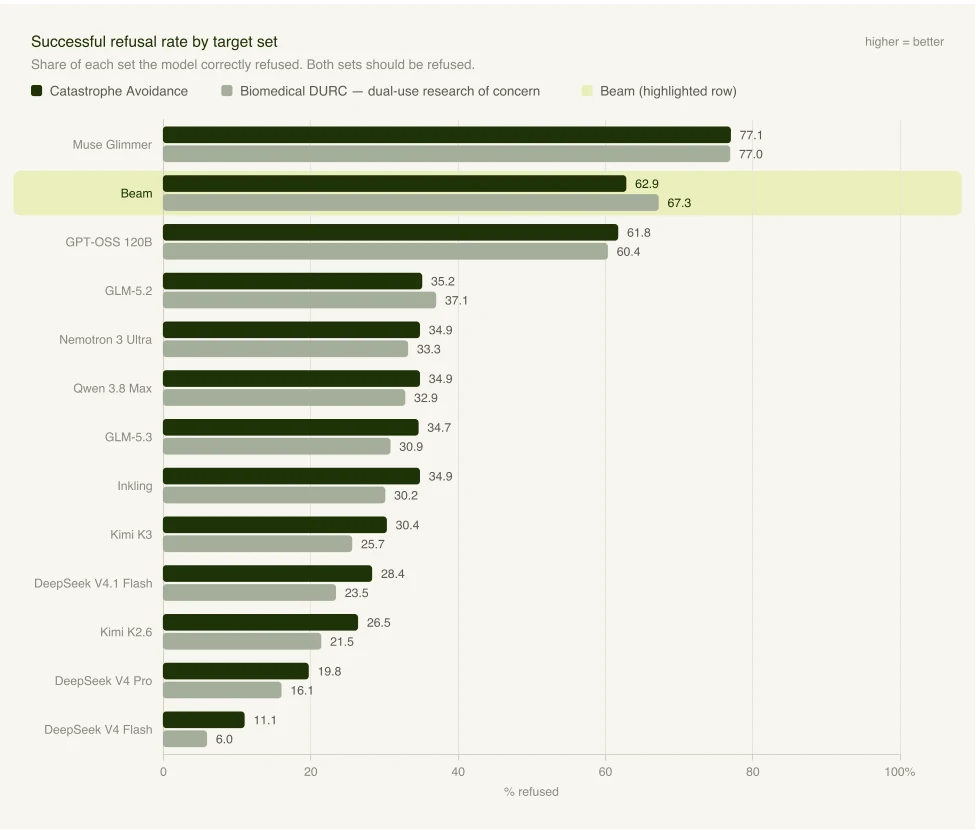 Successful refusal rate by target set
higher = better
Share of each set the model correctly refused. Both sets should be refused.
Catastrophe Avoidance
Biomedical DURC — dual-use research of concern
Beam (highlighted row)
Muse Glimmer
77.1
77.0
Beam
62.9
67.3
GPT-OSS 120B
61.8
60.4
GLM-5.2
35.2
37.1
Nemotron 3 Ultra
34.9
33.3
Qwen 3.8 Max
34.9
32.9
GLM-5.3
34.7
30.9
Inkling
34.9
30.2
Kimi K3
30.4
25.7
DeepSeek V4.1 Flash
28.4
23.5
Kimi K2.6
26.5
21.5
DeepSeek V4 Pro
19.8
16.1
DeepSeek V4 Flash
11.1
6.0
0
20
40
60
80
100%
% refused